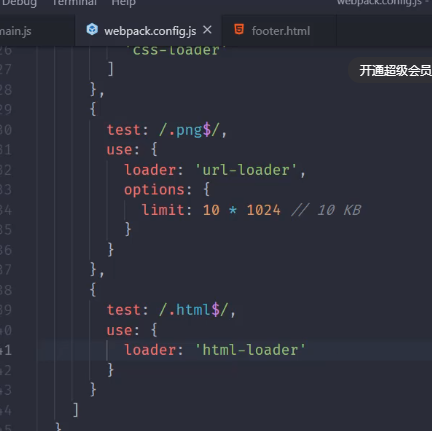 Debug Terminal Help webpack.config.js
main.js webpack.config.js × footer.html
26 'css-loader'
27 ]
28 },
29 {
30 test: /.png$/,
31 use: {
32 loader: 'url-loader',
33 options: {
34 limit: 10 * 1024 // 10 KB
35 }
36 }
37 },
38 {
39 test: /.html$/,
40 use: {
41 loader: 'html-loader'
42 }
43 }
44 ]
45 }
开通超级会员